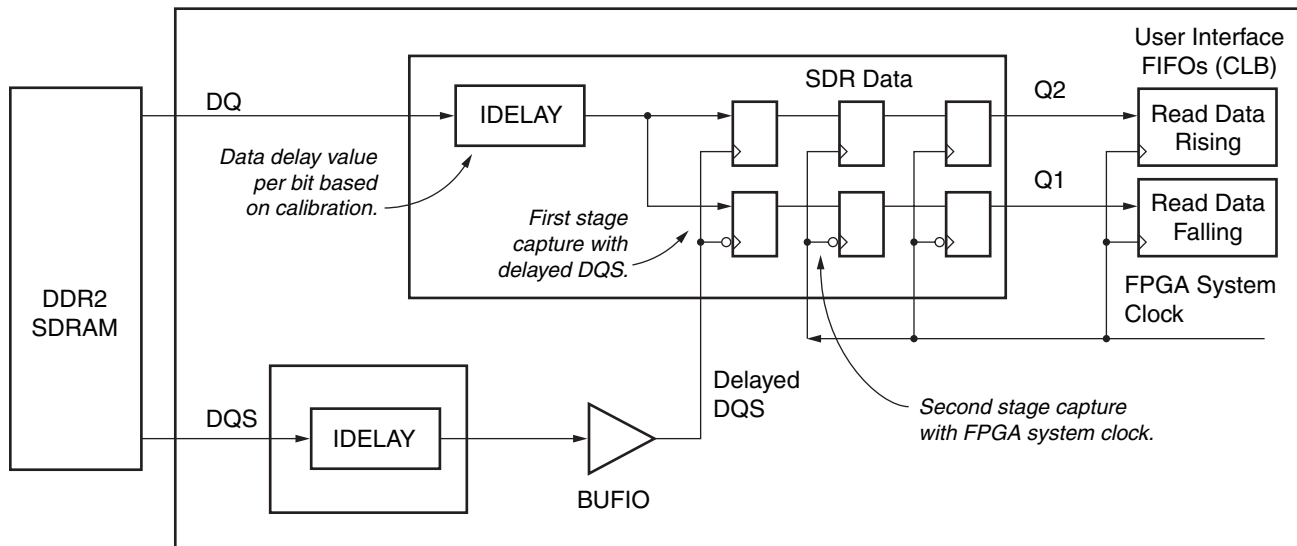 User Interface
FIFOs (CLB)
SDR Data
DQ
IDELAY
Q2
Read Data
Rising
Data delay value
per bit based
on calibration.
Q1
First stage
capture with
delayed DQS.
Read Data
Falling
DDR2
SDRAM
FPGA System
Clock
Delayed
DQS
DQS
IDELAY
Second stage capture
with FPGA system clock.
BUFIO